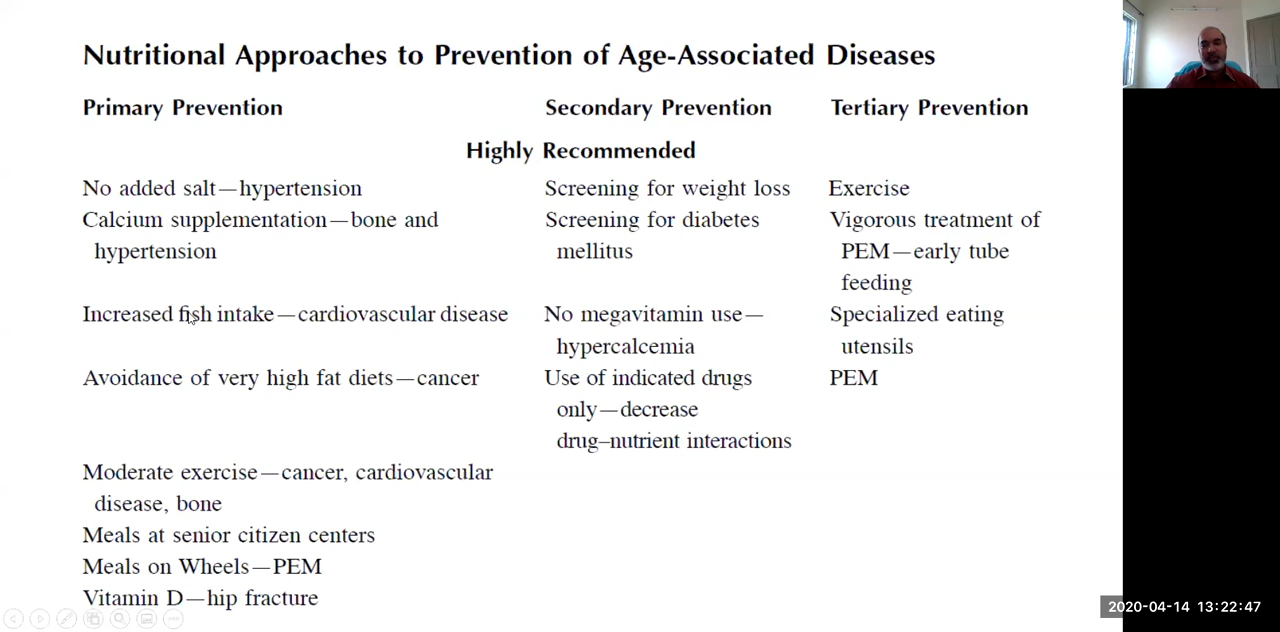 Nutritional Approaches to Prevention of Age-Associated Diseases
Primary Prevention Secondary Prevention Tertiary Prevention
Highly Recommended
No added salt—hypertension Screening for weight loss Exercise
Calcium supplementation—bone and Screening for diabetes Vigorous treatment of
hypertension mellitus PEM—early tube
feeding
Increased fish intake—cardiovascular disease No megavitamin use— Specialized eating
hypercalcemia utensils
Avoidance of very high fat diets—cancer Use of indicated drugs PEM
only—decrease
drug–nutrient interactions
Moderate exercise—cancer, cardiovascular
disease, bone
Meals at senior citizen centers
Meals on Wheels—PEM
Vitamin D—hip fracture
2020-04-14 13:22:47